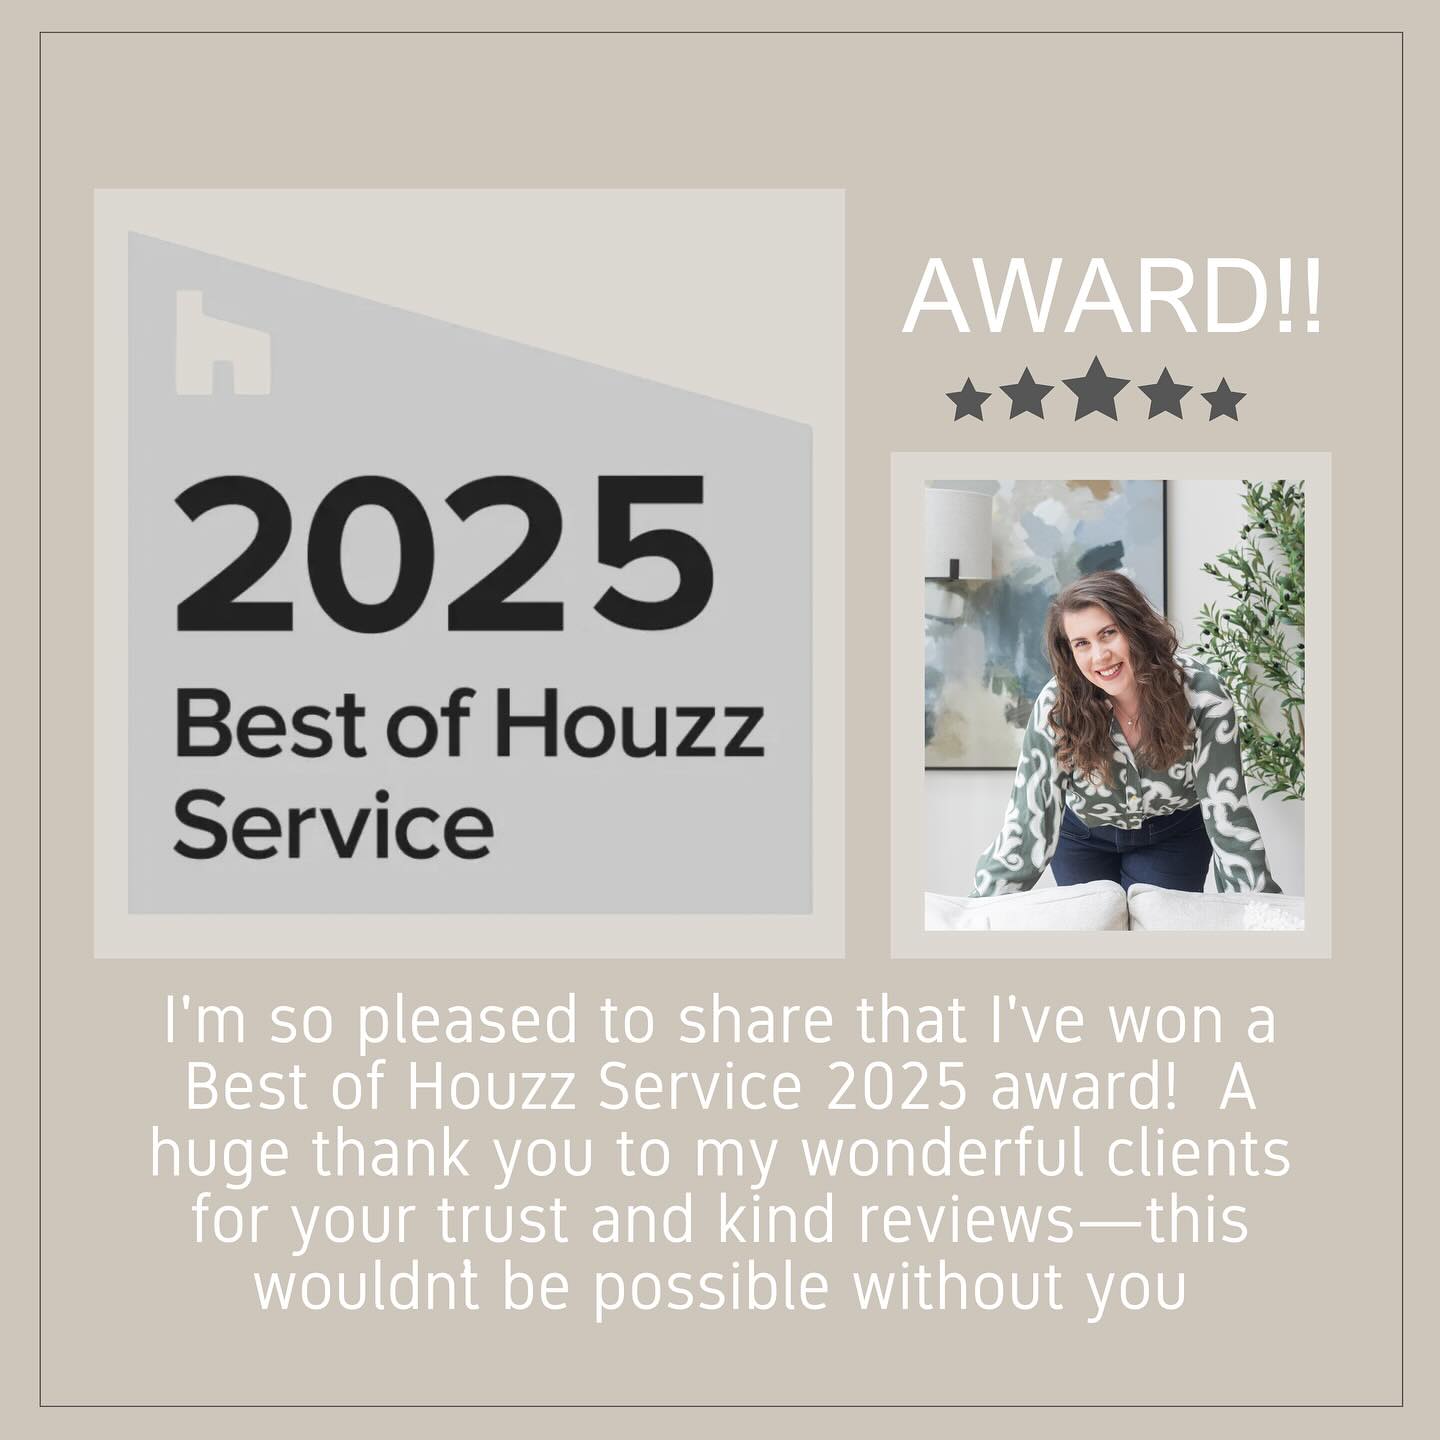 2025
Best of Houzz
Service
AWARD!!
I'm so pleased to share that I've won a
Best of Houzz Service 2025 award!  A
huge thank you to my wonderful clients
for your trust and kind reviews—this
wouldn't be possible without you